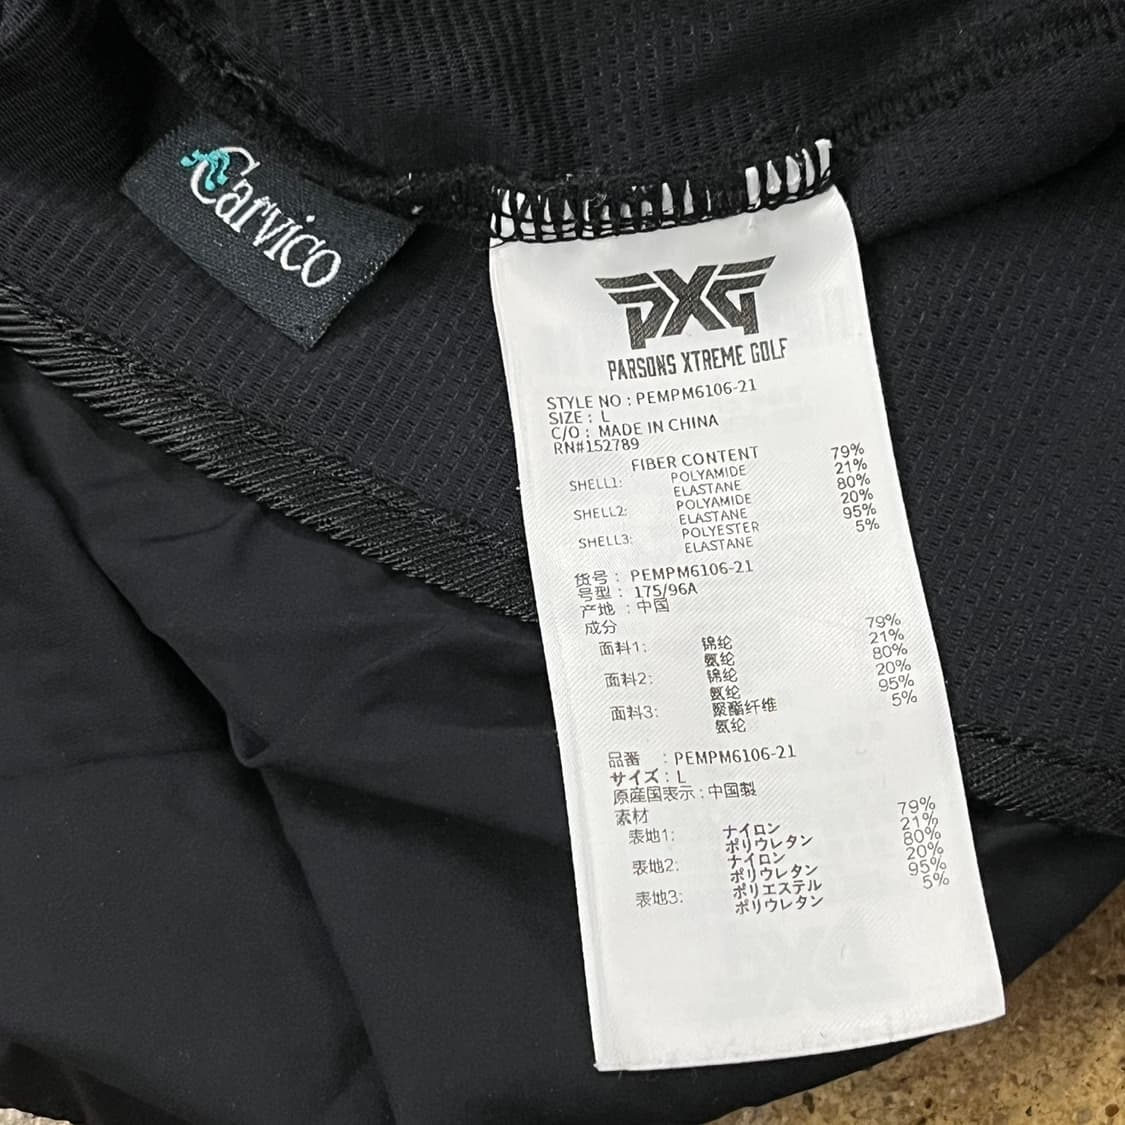 Carvico
PXG
PARSONS XTREME GOLF
STYLE NO : PEMPM6106-21
SIZE : L
C/O : MADE IN CHINA
RN#152789
FIBER CONTENT
SHELL1: POLYAMIDE 79%
ELASTANE 21%
SHELL2: POLYAMIDE 80%
ELASTANE 20%
SHELL3: POLYESTER 95%
ELASTANE 5%
货号 : PEMPM6106-21
号型 : 175/96A
产地 : 中国
成分
面料1: 锦纶 79%
氨纶 21%
面料2: 锦纶 80%
氨纶 20%
面料3: 聚酯纤维 95%
氨纶 5%
品番 : PEMPM6106-21
サイズ : L
原産国表示 : 中国製
素材
表地1: ナイロン 79%
ポリウレタン 21%
表地2: ナイロン 80%
ポリウレタン 20%
表地3: ポリエステル 95%
ポリウレタン 5%